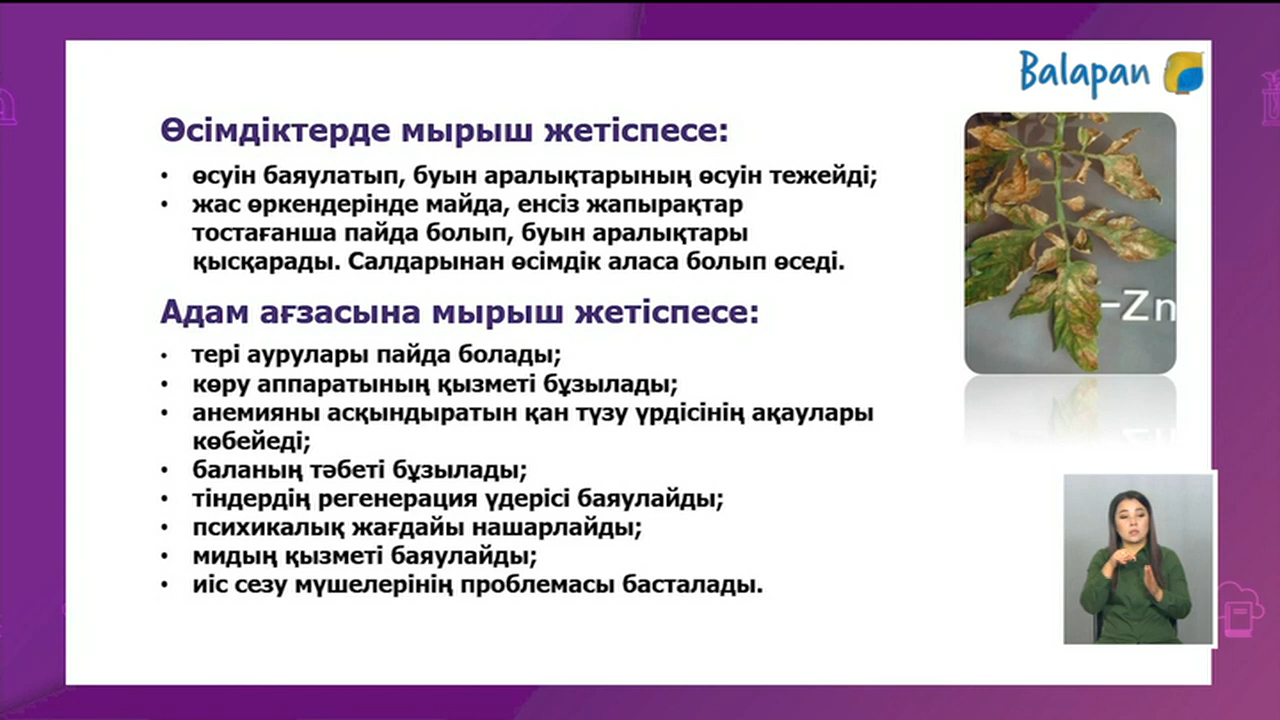 Balapan
Өсімдіктерде мырыш жетіспесе:
• өсуін баяулатып, буын аралықтарының өсуін тежейді;
• жас өркендерінде майда, енсіз жапырақтар
тостағанша пайда болып, буын аралықтары
қысқарады. Салдарынан өсімдік аласа болып өседі.
Адам ағзасына мырыш жетіспесе:
• тері аурулары пайда болады;
• көру аппаратының қызметі бұзылады;
• анемияны асқындыратын қан түзу үрдісінің ақаулары
көбейеді;
• баланың тәбеті бұзылады;
• тіндердің регенерация үдерісі баяулайды;
• психикалық жағдайы нашарлайды;
• мидың қызметі баяулайды;
• иіс сезу мүшелерінің проблемасы басталады.
–Zn